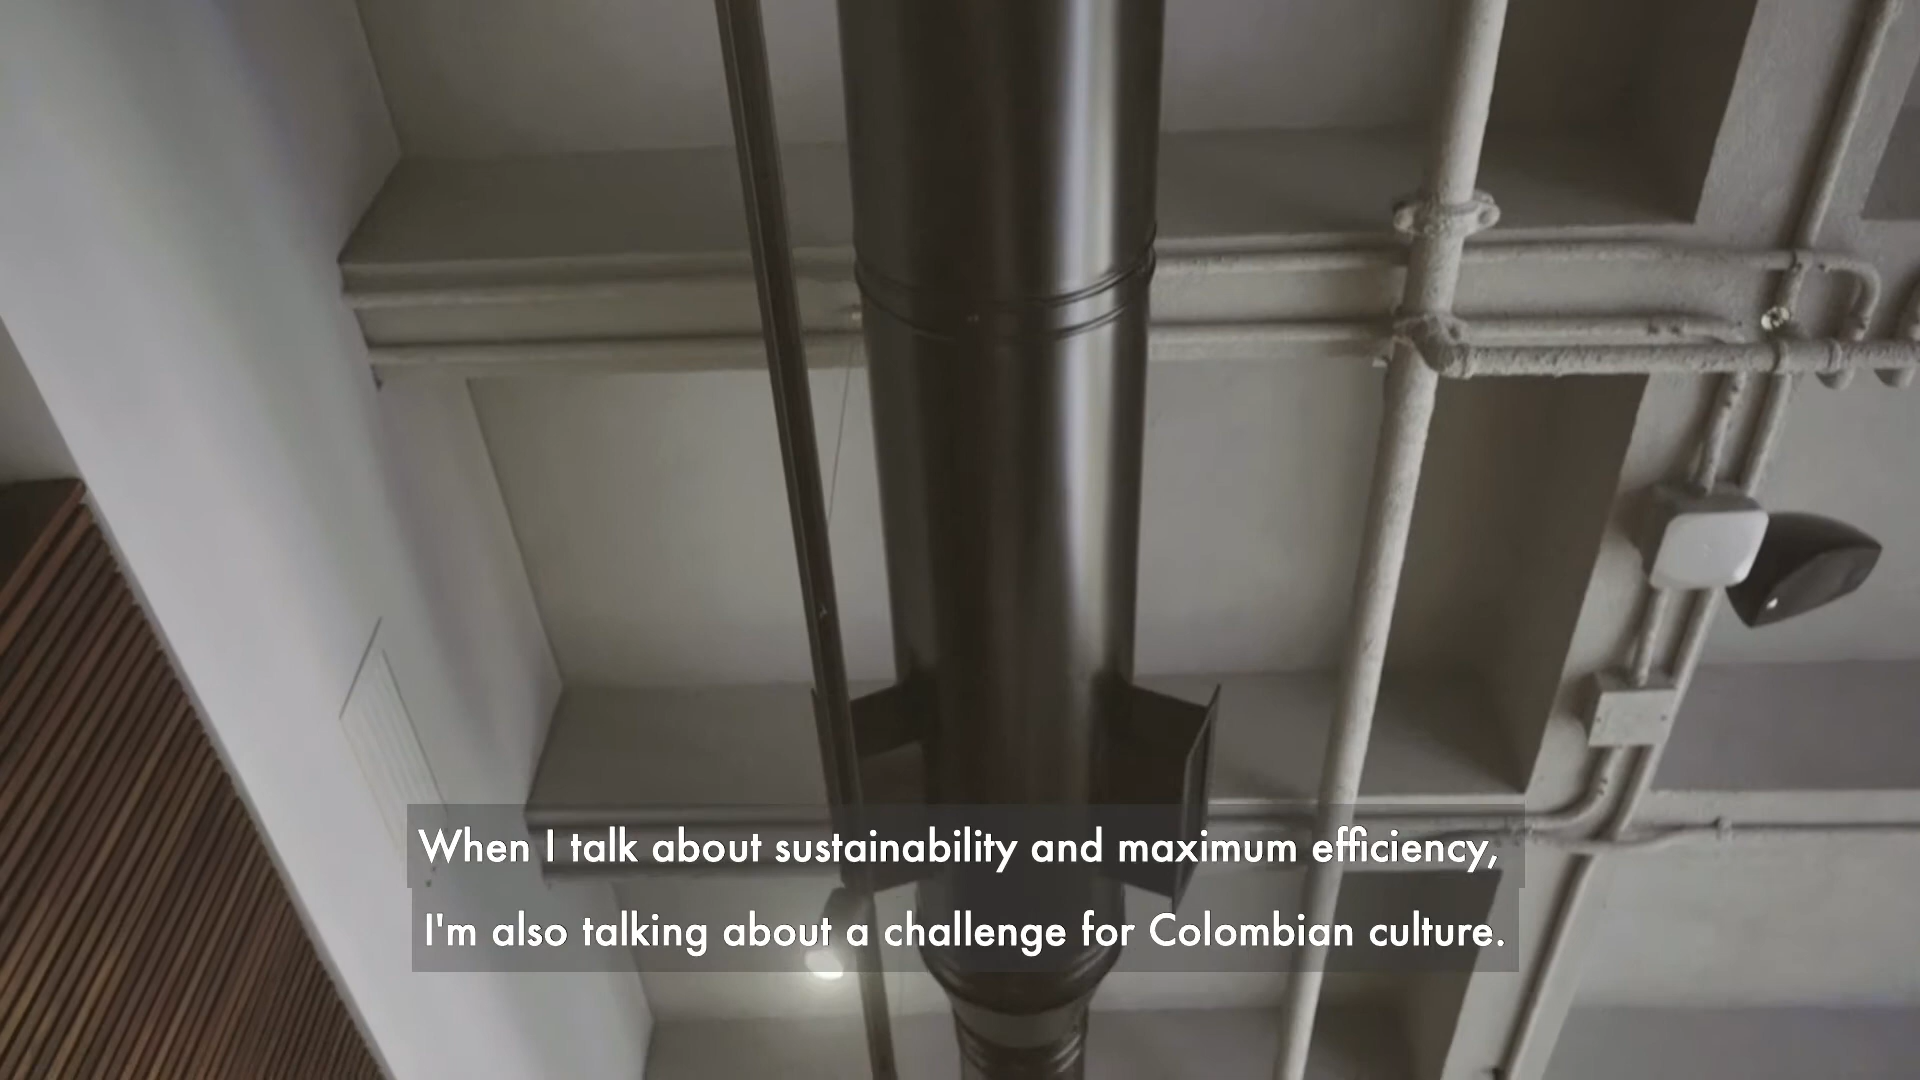 When I talk about sustainability and maximum efficiency,
I'm also talking about a challenge for Colombian culture.